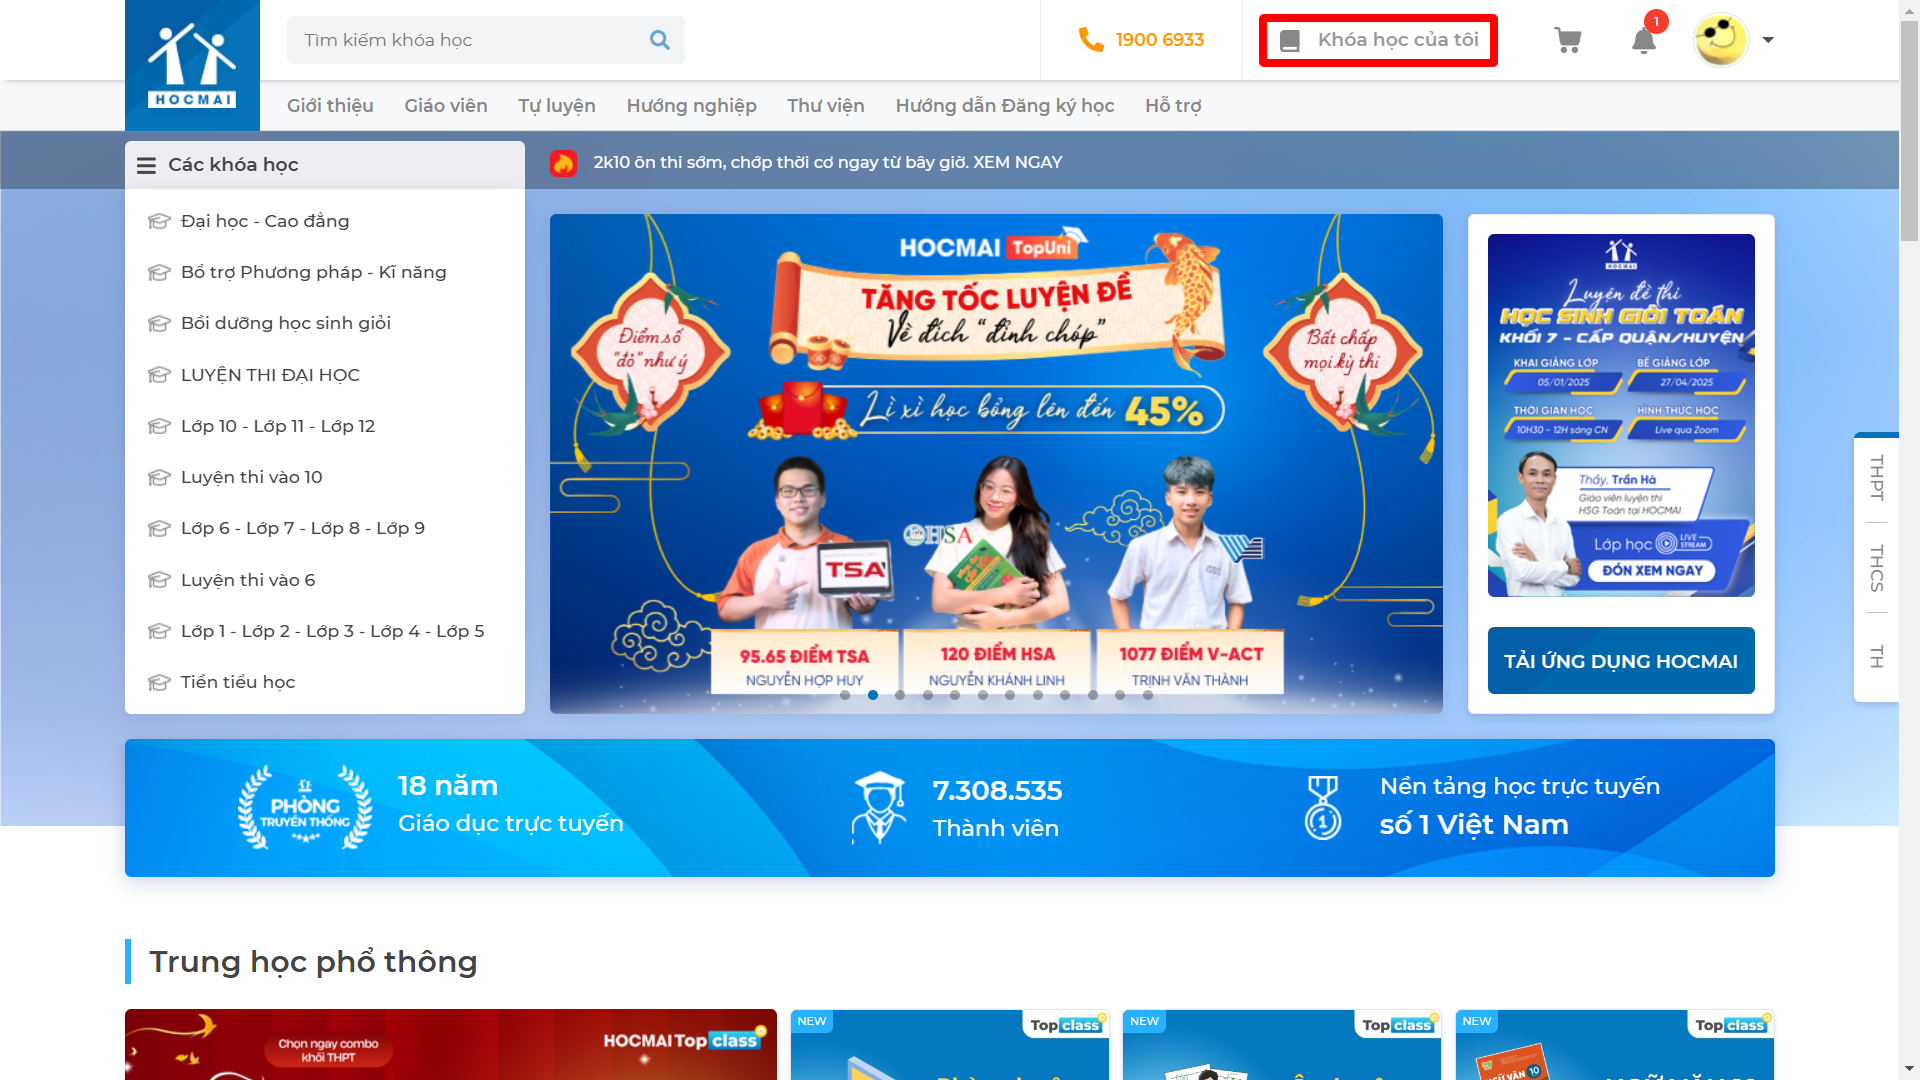 HOCMAI
Tìm kiếm khóa học
1900 6933
Khóa học của tôi
1
Giới thiệu
Giáo viên
Tự luyện
Hướng nghiệp
Thư viện
Hướng dẫn Đăng ký học
Hỗ trợ
Các khóa học
2k10 ôn thi sớm, chớp thời cơ ngay từ bây giờ. XEM NGAY
Đại học - Cao đẳng
Bổ trợ Phương pháp - Kĩ năng
Bồi dưỡng học sinh giỏi
LUYỆN THI ĐẠI HỌC
Lớp 10 - Lớp 11 - Lớp 12
Luyện thi vào 10
Lớp 6 - Lớp 7 - Lớp 8 - Lớp 9
Luyện thi vào 6
Lớp 1 - Lớp 2 - Lớp 3 - Lớp 4 - Lớp 5
Tiền tiểu học
HOCMAI TopUni
TĂNG TỐC LUYỆN ĐỀ
Về đích “đỉnh chóp”
Điểm số
"đỏ" như ý
Bất chấp
mọi kỳ thi
Lì xì học bổng lên đến 45%
TSA
HSA
95.65 ĐIỂM TSA
NGUYỄN HỢP HUY
120 ĐIỂM HSA
NGUYỄN KHÁNH LINH
1077 ĐIỂM V-ACT
TRỊNH VĂN THÀNH
HOCMAI
Luyện đề thi
HỌC SINH GIỎI TOÁN
KHỐI 7 - CẤP QUẬN/HUYỆN
KHAI GIẢNG LỚP
BẾ GIẢNG LỚP
05/01/2025
27/04/2025
THỜI GIAN HỌC
HÌNH THỨC HỌC
10H30 - 12H sáng CN
Live qua Zoom
Thầy. Trần Hà
Giáo viên luyện thi
HSG Toán tại HOCMAI
Lớp học LIVE STREAM
ĐÓN XEM NGAY
TẢI ỨNG DỤNG HOCMAI
THPT
THCS
TH
PHÒNG
TRUYỀN THỐNG
18 năm
Giáo dục trực tuyến
7.308.535
Thành viên
1
Nền tảng học trực tuyến
số 1 Việt Nam
Trung học phổ thông
Chọn ngay combo
khối THPT
HOCMAI Topclass
NEW
Topclass
NEW
Topclass
NEW
Topclass
NGỮ VĂN 10